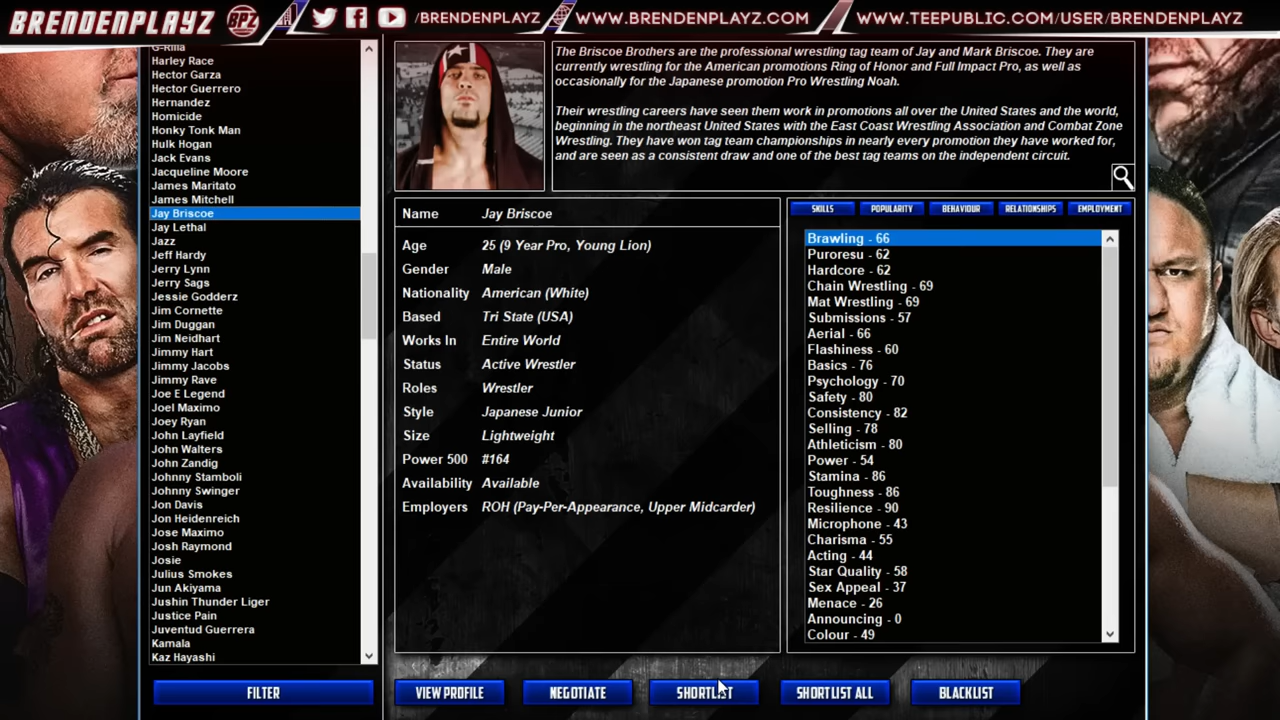 BRENDENPLAYZ BPZ /BRENDENPLAYZ WWW.BRENDENPLAYZ.COM WWW.TEEPUBLIC.COM/USER/BRENDENPLAYZ
G-Rilla
Harley Race
Hector Garza
Hector Guerrero
Hernandez
Homicide
Honky Tonk Man
Hulk Hogan
Jack Evans
Jacqueline Moore
James Maritato
James Mitchell
Jay Briscoe
Jay Lethal
Jazz
Jeff Hardy
Jerry Lynn
Jerry Sags
Jessie Godderz
Jim Cornette
Jim Duggan
Jim Neidhart
Jimmy Hart
Jimmy Jacobs
Jimmy Rave
Joe E Legend
Joel Maximo
Joey Ryan
John Layfield
John Walters
John Zandig
Johnny Stamboli
Johnny Swinger
Jon Davis
Jon Heidenreich
Jose Maximo
Josh Raymond
Josie
Julius Smokes
Jun Akiyama
Jushin Thunder Liger
Justice Pain
Juventud Guerrera
Kamala
Kaz Hayashi
FILTER
The Briscoe Brothers are the professional wrestling tag team of Jay and Mark Briscoe. They are
currently wrestling for the American promotions Ring of Honor and Full Impact Pro, as well as
occasionally for the Japanese promotion Pro Wrestling Noah.
Their wrestling careers have seen them work in promotions all over the United States and the world,
beginning in the northeast United States with the East Coast Wrestling Association and Combat Zone
Wrestling. They have won tag team championships in nearly every promotion they have worked for,
and are seen as a consistent draw and one of the best tag teams on the independent circuit.
Name Jay Briscoe
Age 25 (9 Year Pro, Young Lion)
Gender Male
Nationality American (White)
Based Tri State (USA)
Works In Entire World
Status Active Wrestler
Roles Wrestler
Style Japanese Junior
Size Lightweight
Power 500 #164
Availability Available
Employers ROH (Pay-Per-Appearance, Upper Midcarder)
SKILLS POPULARITY BEHAVIOUR RELATIONSHIPS EMPLOYMENT
Brawling - 66
Puroresu - 62
Hardcore - 62
Chain Wrestling - 69
Mat Wrestling - 69
Submissions - 57
Aerial - 66
Flashiness - 60
Basics - 76
Psychology - 70
Safety - 80
Consistency - 82
Selling - 78
Athleticism - 80
Power - 54
Stamina - 86
Toughness - 86
Resilience - 90
Microphone - 43
Charisma - 55
Acting - 44
Star Quality - 58
Sex Appeal - 37
Menace - 26
Announcing - 0
Colour - 49
VIEW PROFILE NEGOTIATE SHORTLIST SHORTLIST ALL BLACKLIST